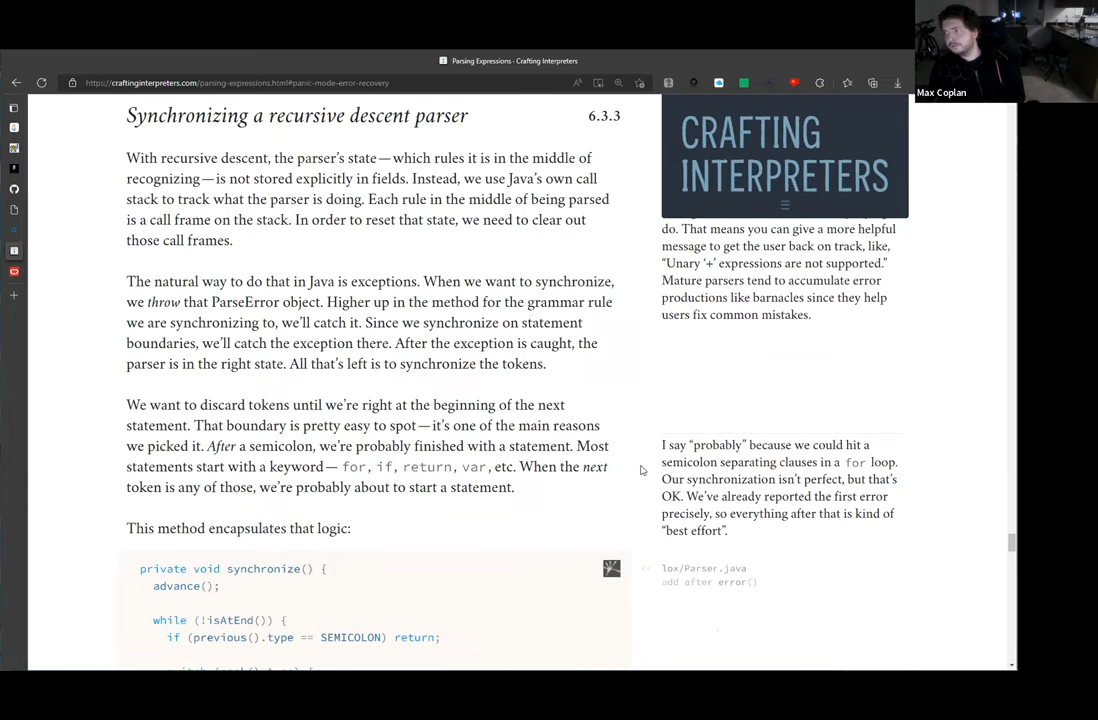 Max Coplan
Parsing Expressions · Crafting Interpreters
https://craftinginterpreters.com/parsing-expressions.html#panic-mode-error-recovery
Synchronizing a recursive descent parser
6.3.3
With recursive descent, the parser’s state—which rules it is in the middle of
recognizing—is not stored explicitly in fields. Instead, we use Java’s own call
stack to track what the parser is doing. Each rule in the middle of being parsed
is a call frame on the stack. In order to reset that state, we need to clear out
those call frames.
The natural way to do that in Java is exceptions. When we want to synchronize,
we throw that ParseError object. Higher up in the method for the grammar rule
we are synchronizing to, we’ll catch it. Since we synchronize on statement
boundaries, we’ll catch the exception there. After the exception is caught, the
parser is in the right state. All that’s left is to synchronize the tokens.
We want to discard tokens until we’re right at the beginning of the next
statement. That boundary is pretty easy to spot—it’s one of the main reasons
we picked it. After a semicolon, we’re probably finished with a statement. Most
statements start with a keyword— for, if, return, var, etc. When the next
token is any of those, we’re probably about to start a statement.
This method encapsulates that logic:
private void synchronize() {
advance();
while (!isAtEnd()) {
if (previous().type == SEMICOLON) return;
CRAFTING
INTERPRETERS
do. That means you can give a more helpful
message to get the user back on track, like,
“Unary ‘+’ expressions are not supported.”
Mature parsers tend to accumulate error
productions like barnacles since they help
users fix common mistakes.
I say “probably” because we could hit a
semicolon separating clauses in a for loop.
Our synchronization isn’t perfect, but that’s
OK. We’ve already reported the first error
precisely, so everything after that is kind of
“best effort”.
<< lox/Parser.java
add after error()